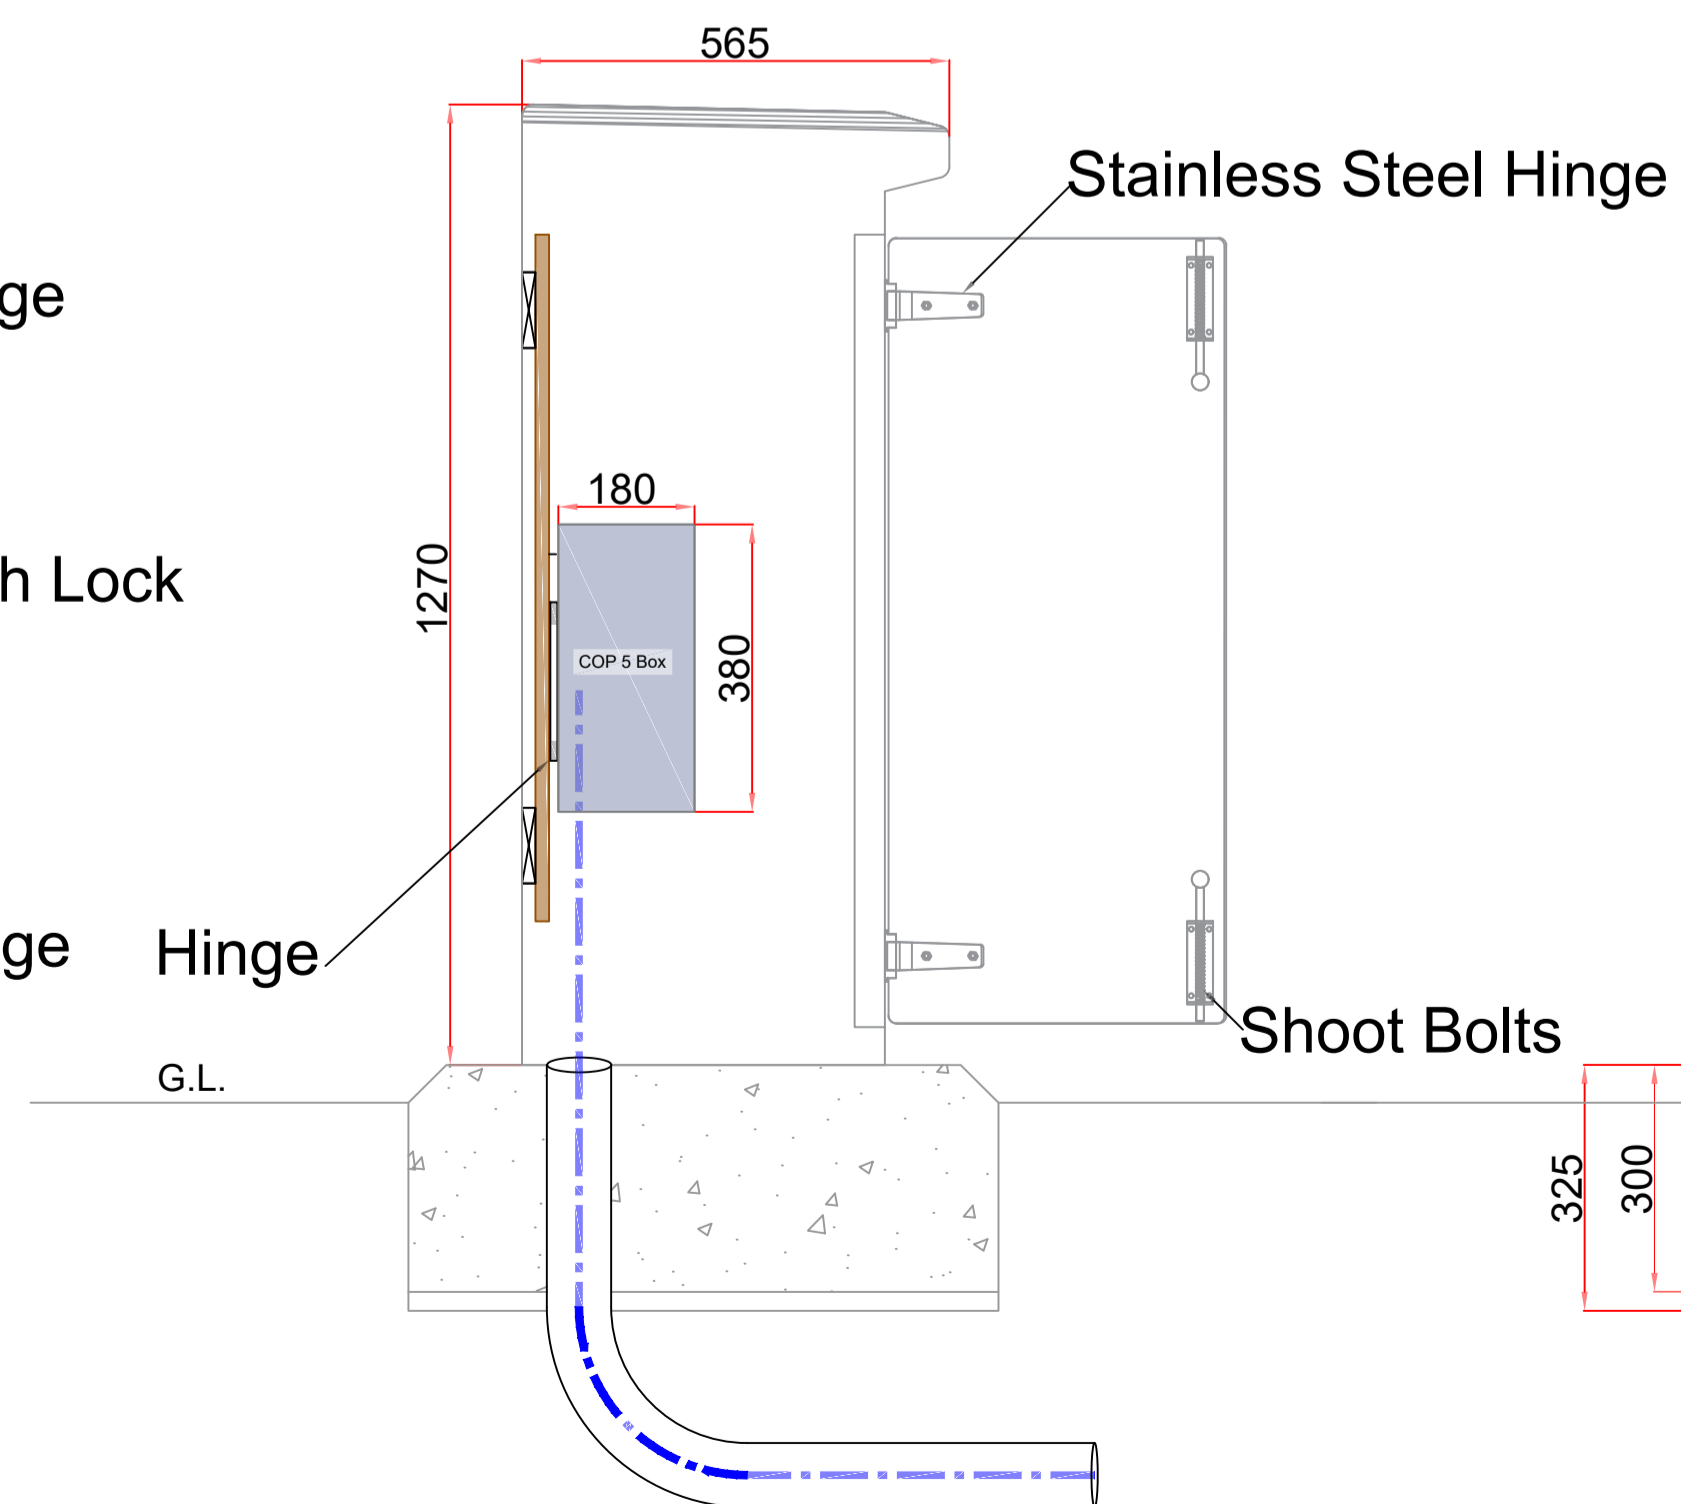 565
Stainless Steel Hinge
ge
180
1270
h Lock
COP 5 Box
380
ge
Hinge
Shoot Bolts
G.L.
325
300